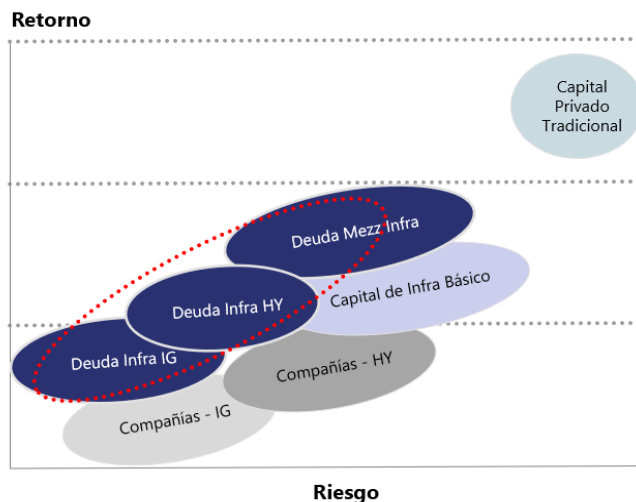 Retorno
Capital
Privado
Tradicional
Deuda Mezz Infra
Capital de Infra Básico
Deuda Infra HY
Deuda Infra IG
Compañías - HY
Compañías - IG
Riesgo